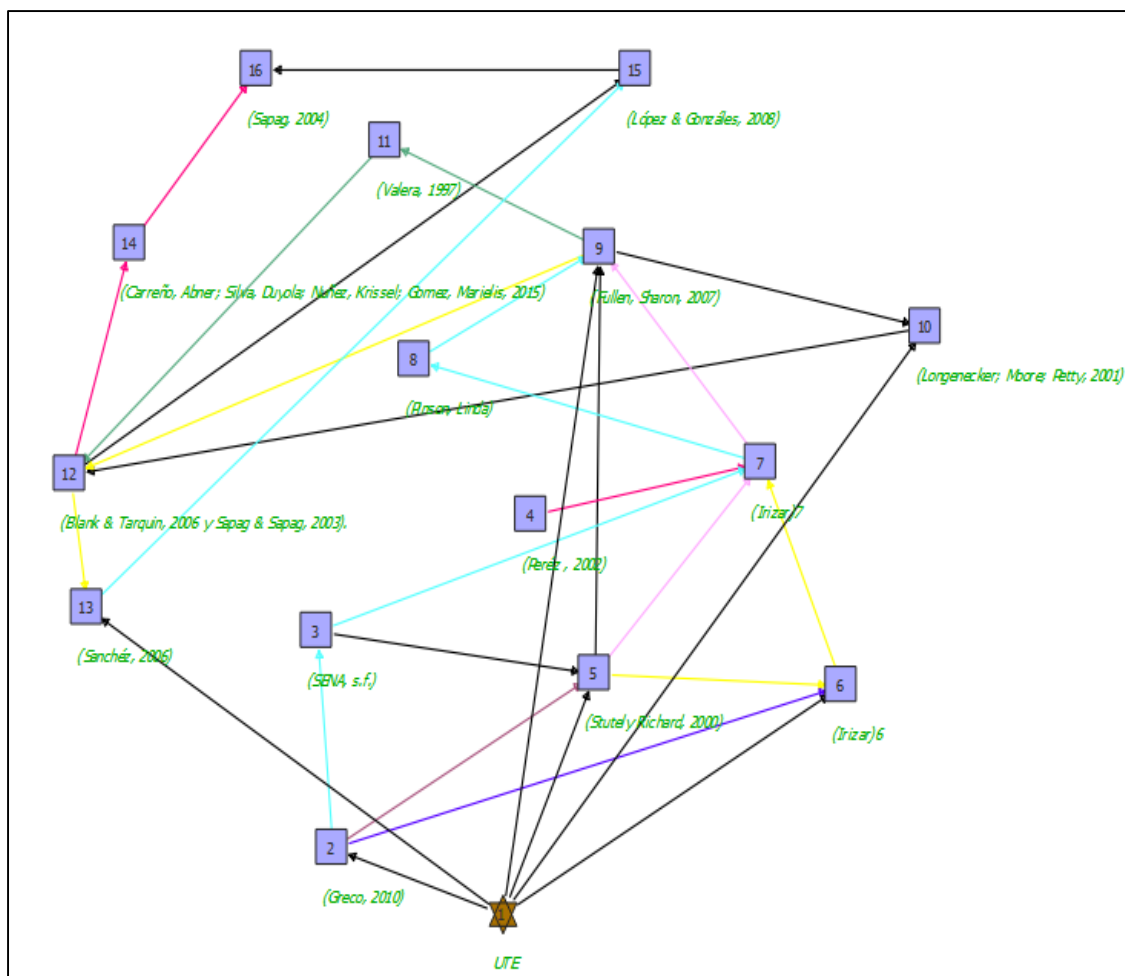 16
15
(Sapag, 2004)
(López & Gonzáles, 2008)
11
(Valera, 1997)
14
9
(Carreño, Abner; Silva, Duyola; Nuñez, Krissel; Gomez, Marielis, 2015)
(Fullen, Sharon, 2007)
10
8
(Longenecker; Moore; Petty, 2001)
(Pinson, Linda)
12
7
(Irizar)7
4
(Blank & Tarquin, 2006 y Sapag & Sapag, 2003).
(Peréz , 2002)
13
3
(Sanchéz, 2006)
(SENA, s.f.)
5
6
(Stutely Richard, 2000)
(Irizar)6
2
(Greco, 2010)
1
UTE